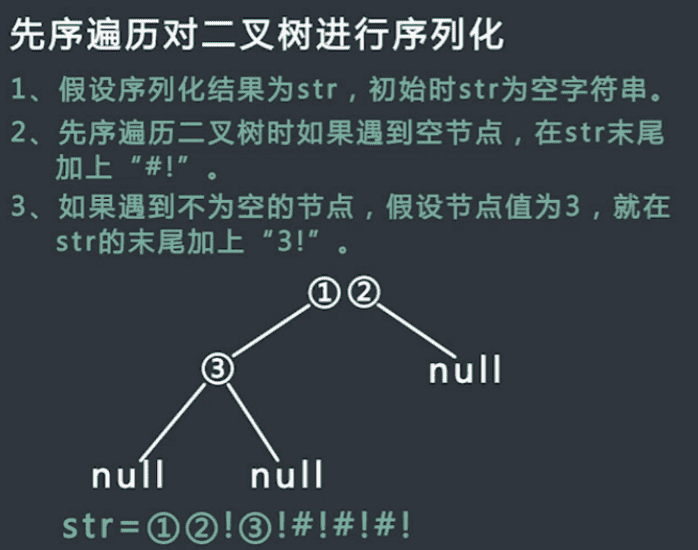 先序遍历对二叉树进行序列化
1、假设序列化结果为str，初始时str为空字符串。
2、先序遍历二叉树时如果遇到空节点，在str末尾
加上“#!”。
3、如果遇到不为空的节点，假设节点值为3，就在
str的末尾加上“3!”。
①②
③
null
null
null
str=①②!③!#!#!#!